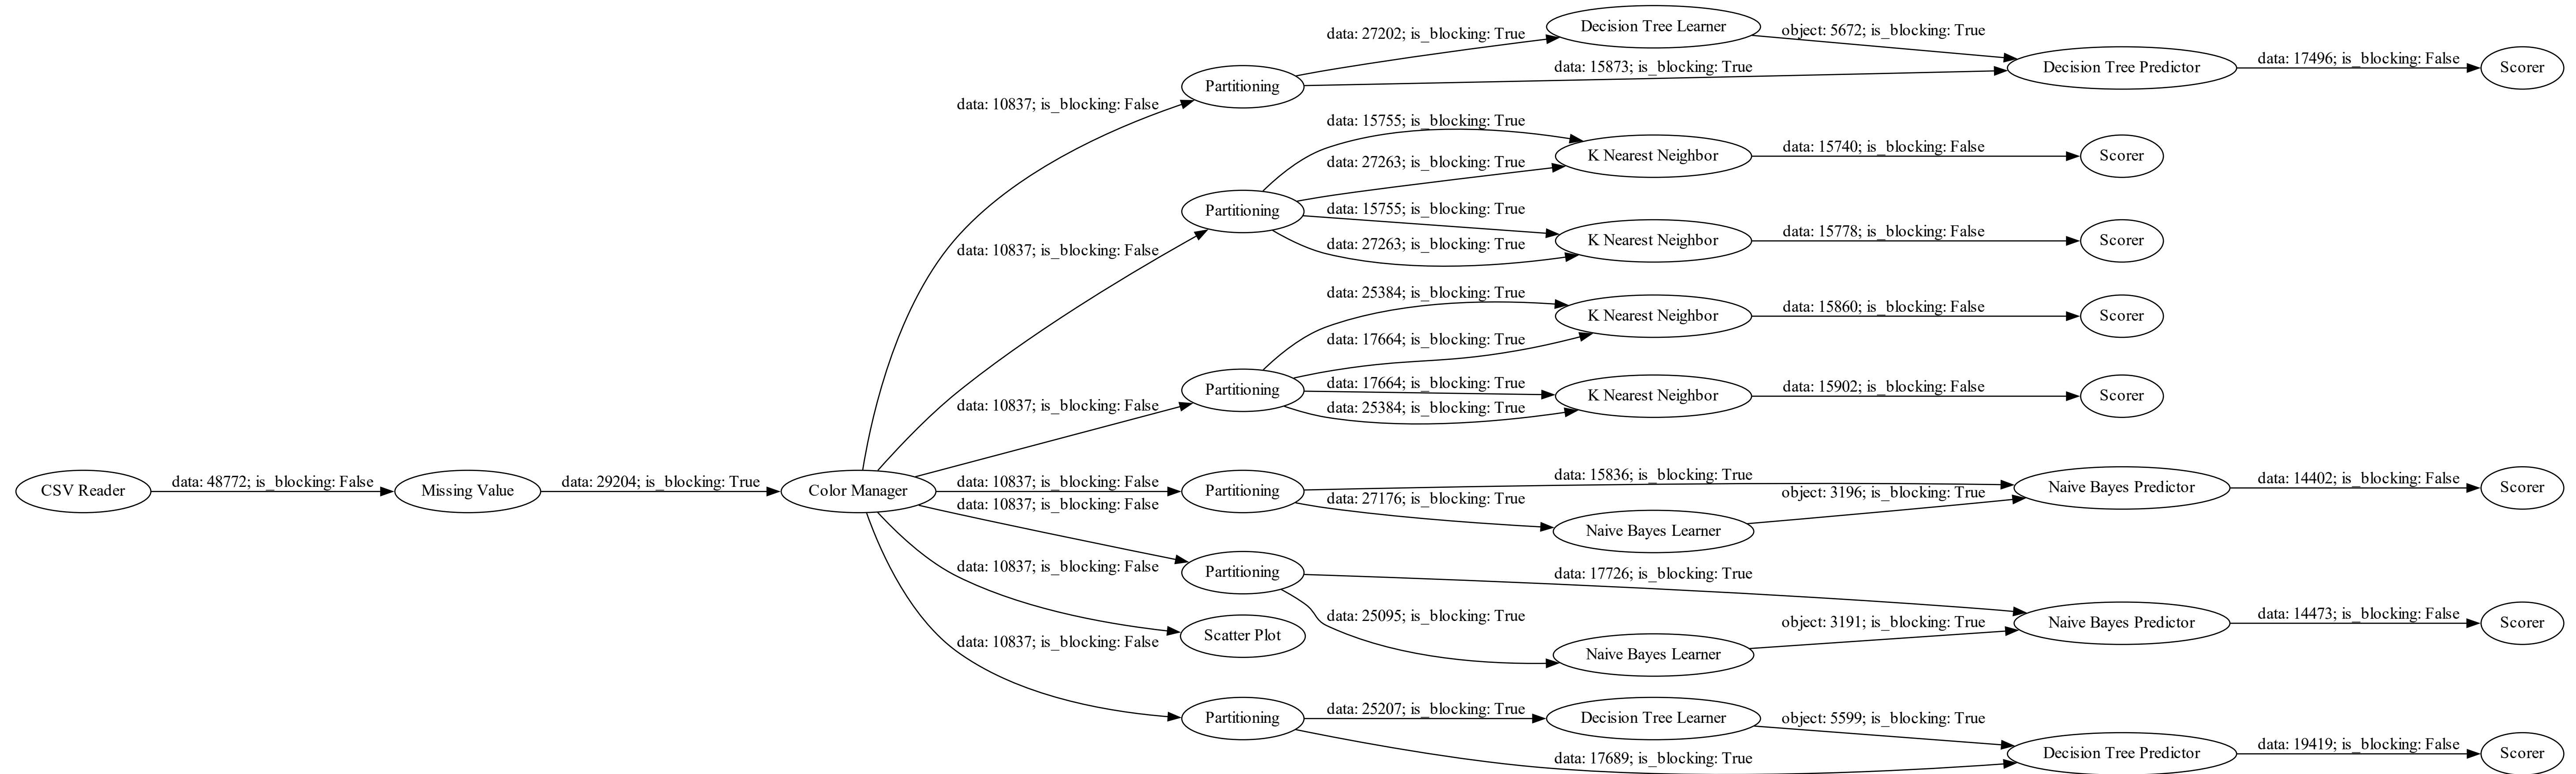 data: 27202; is_blocking: True
Decision Tree Learner
object: 5672; is_blocking: True
Partitioning
data: 15873; is_blocking: True
Decision Tree Predictor
data: 17496; is_blocking: False
Scorer
data: 10837; is_blocking: False
data: 15755; is_blocking: True
K Nearest Neighbor
data: 15740; is_blocking: False
Scorer
data: 27263; is_blocking: True
Partitioning
data: 15755; is_blocking: True
data: 10837; is_blocking: False
data: 27263; is_blocking: True
K Nearest Neighbor
data: 15778; is_blocking: False
Scorer
data: 25384; is_blocking: True
K Nearest Neighbor
data: 15860; is_blocking: False
Scorer
data: 17664; is_blocking: True
data: 10837; is_blocking: False
Partitioning
data: 17664; is_blocking: True
data: 25384; is_blocking: True
K Nearest Neighbor
data: 15902; is_blocking: False
Scorer
CSV Reader
data: 48772; is_blocking: False
Missing Value
data: 29204; is_blocking: True
Color Manager
data: 10837; is_blocking: False
Partitioning
data: 15836; is_blocking: True
data: 27176; is_blocking: True
object: 3196; is_blocking: True
Naive Bayes Predictor
data: 14402; is_blocking: False
Scorer
Naive Bayes Learner
data: 10837; is_blocking: False
Partitioning
data: 17726; is_blocking: True
data: 10837; is_blocking: False
Scatter Plot
data: 25095; is_blocking: True
Naive Bayes Learner
object: 3191; is_blocking: True
Naive Bayes Predictor
data: 14473; is_blocking: False
Scorer
data: 10837; is_blocking: False
Partitioning
data: 25207; is_blocking: True
Decision Tree Learner
object: 5599; is_blocking: True
data: 17689; is_blocking: True
Decision Tree Predictor
data: 19419; is_blocking: False
Scorer